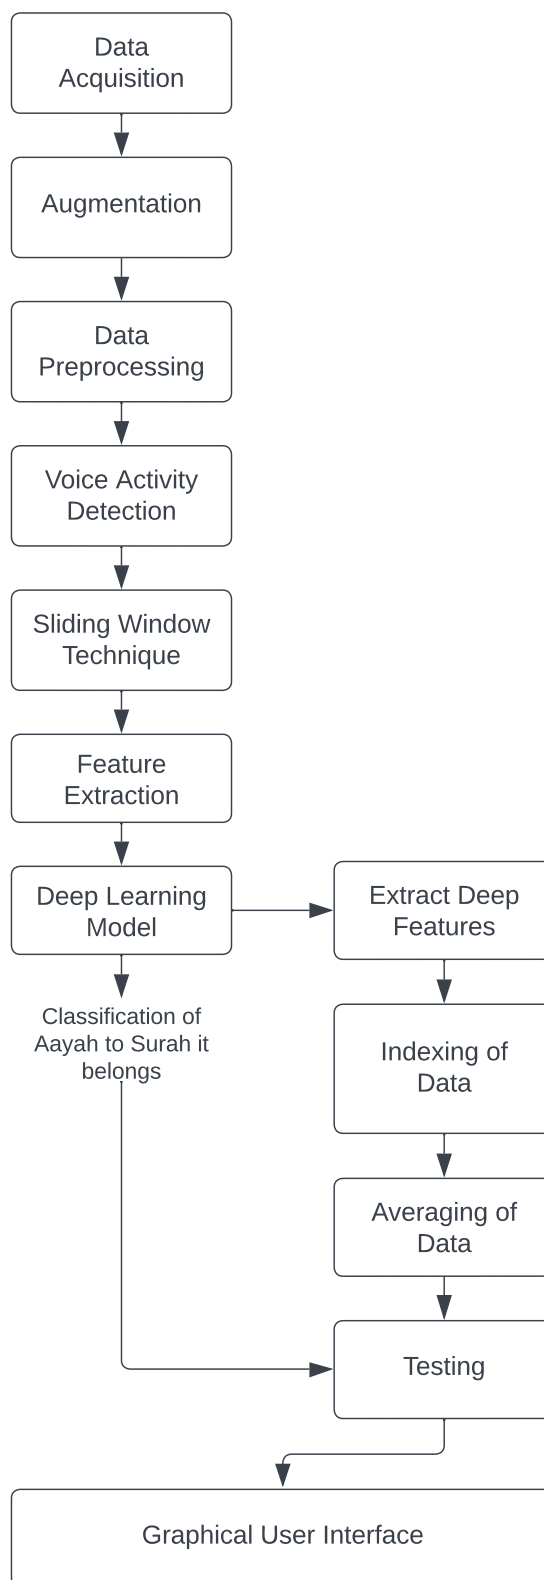 Data
Acquisition
Augmentation
Data
Preprocessing
Voice Activity
Detection
Sliding Window
Technique
Feature
Extraction
Deep Learning
Model
Extract Deep
Features
Classification of
Aayah to Surah it
belongs
Indexing of
Data
Averaging of
Data
Testing
Graphical User Interface